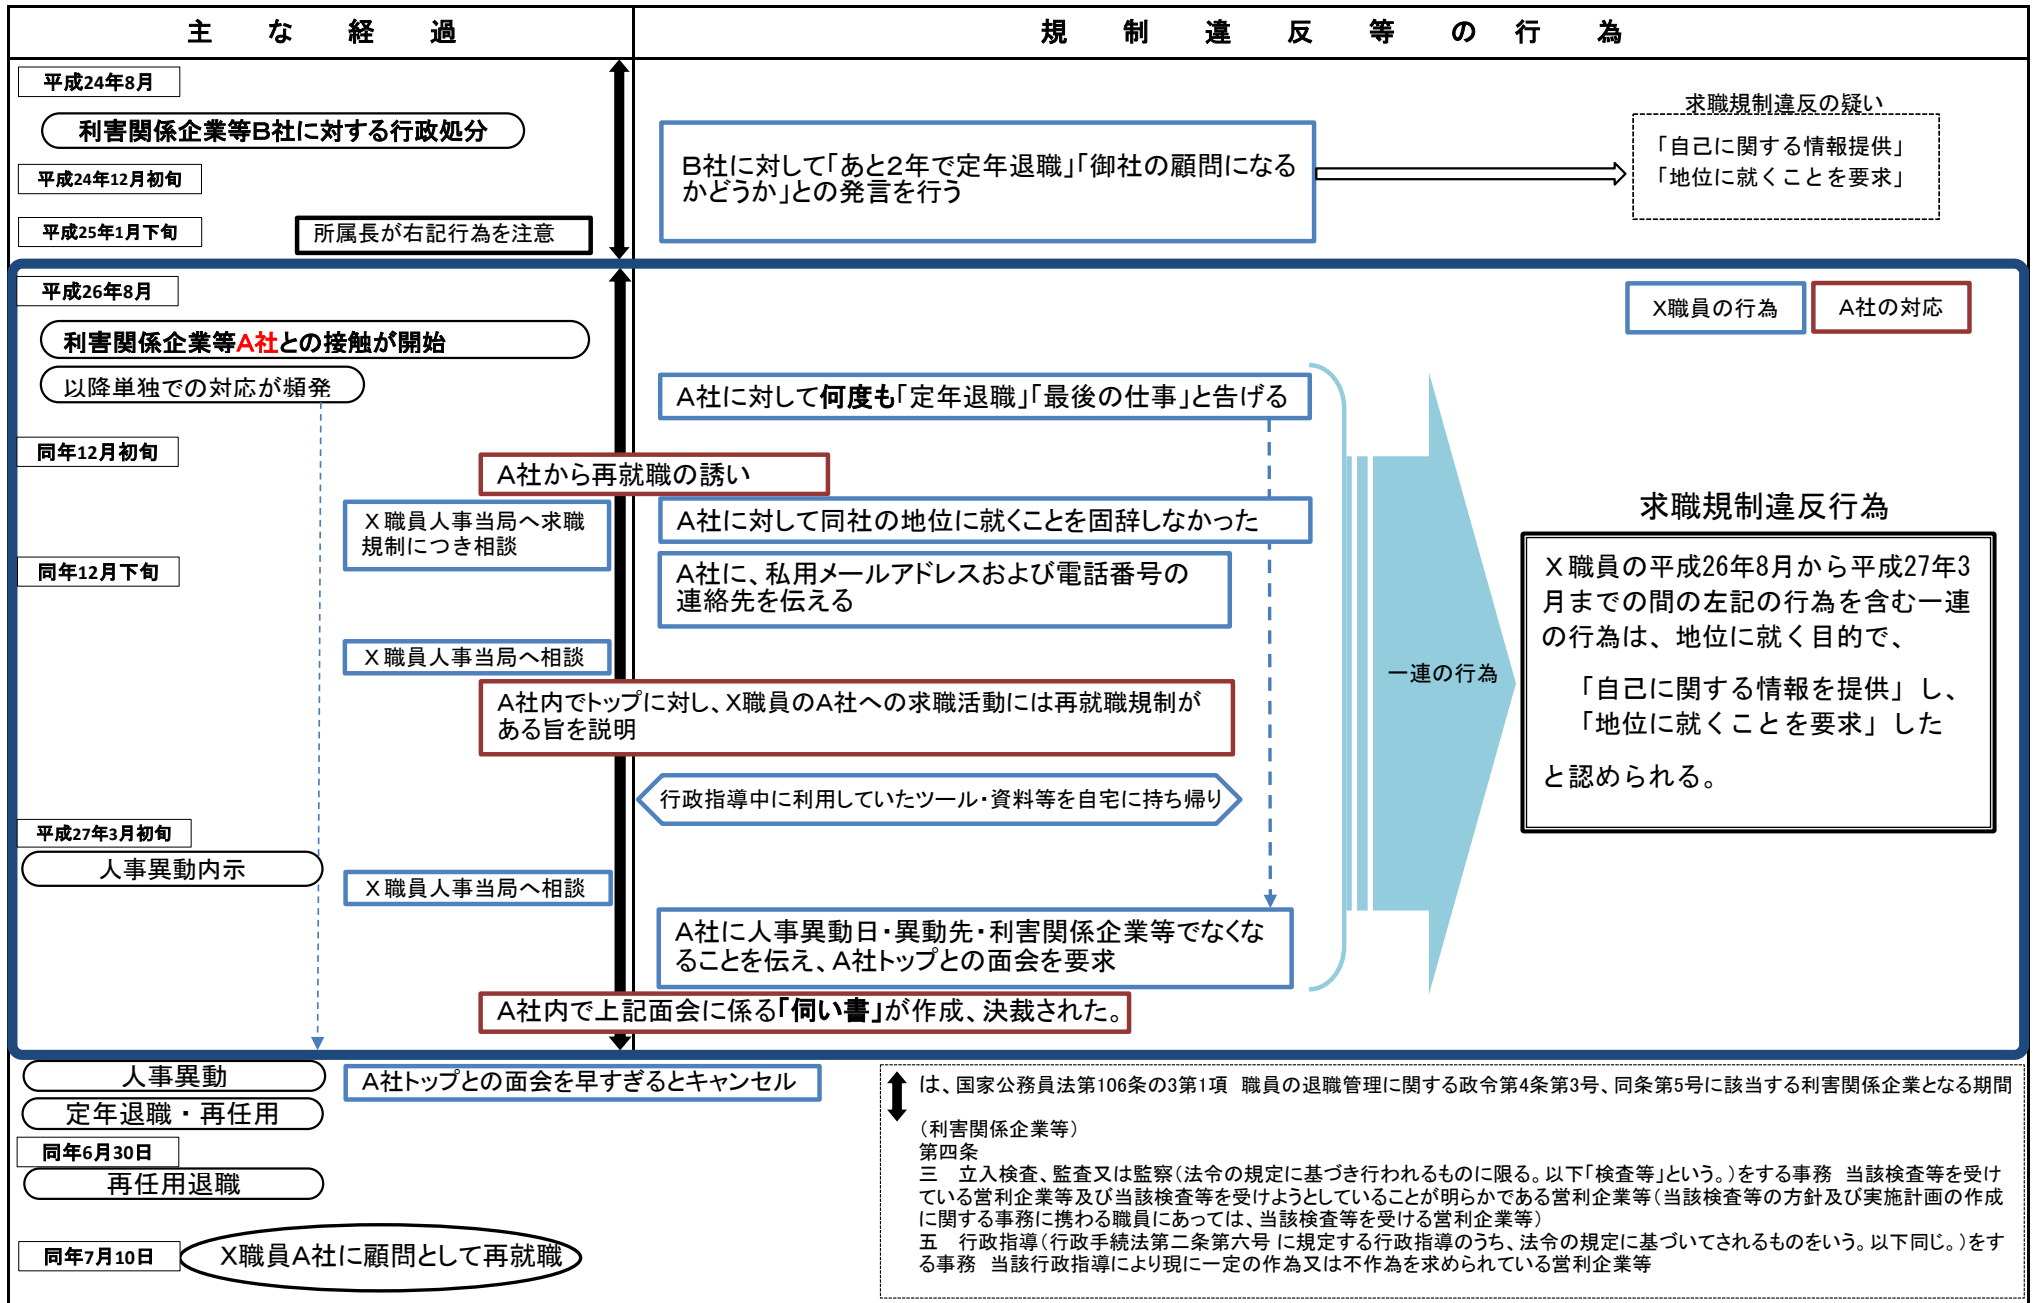 主な経過
規制違反等の行為
平成24年8月
利害関係企業等B社に対する行政処分
平成24年12月初旬
平成25年1月下旬
所属長が右記行為を注意
B社に対して「あと2年で定年退職」「御社の顧問になる
かどうか」との発言を行う
求職規制違反の疑い
「自己に関する情報提供」
「地位に就くことを要求」
平成26年8月
X職員の行為
A社の対応
利害関係企業等A社との接触が開始
以降単独での対応が頻発
A社に対して何度も「定年退職」「最後の仕事」と告げる
同年12月初旬
A社から再就職の誘い
X職員人事当局へ求職
規制につき相談
A社に対して同社の地位に就くことを固辞しなかった
同年12月下旬
A社に、私用メールアドレスおよび電話番号の
連絡先を伝える
X職員人事当局へ相談
A社内でトップに対し、X職員のA社への求職活動には再就職規制が
ある旨を説明
行政指導中に利用していたツール・資料等を自宅に持ち帰り
平成27年3月初旬
人事異動内示
X職員人事当局へ相談
A社に人事異動日・異動先・利害関係企業等でなくな
ることを伝え、A社トップとの面会を要求
A社内で上記面会に係る「伺い書」が作成、決裁された。
一連の行為
求職規制違反行為
X職員の平成26年8月から平成27年3
月までの間の左記の行為を含む一連
の行為は、地位に就く目的で、
「自己に関する情報を提供」し、
「地位に就くことを要求」した
と認められる。
人事異動
A社トップとの面会を早すぎるとキャンセル
定年退職・再任用
同年6月30日
再任用退職
同年7月10日
X職員A社に顧問として再就職
は、国家公務員法第106条の3第1項 職員の退職管理に関する政令第4条第3号、同条第5号に該当する利害関係企業となる期間
(利害関係企業等)
第四条
三 立入検査、監査又は監察(法令の規定に基づき行われるものに限る。以下「検査等」という。)をする事務 当該検査等を受け
ている営利企業等及び当該検査等を受けようとしていることが明らかである営利企業等(当該検査等の方針及び実施計画の作成
に関する事務に携わる職員にあっては、当該検査等を受ける営利企業等)
五 行政指導(行政手続法第二条第六号 に規定する行政指導のうち、法令の規定に基づいてされるものをいう。以下同じ。)をす
る事務 当該行政指導により現に一定の作為又は不作為を求められている営利企業等